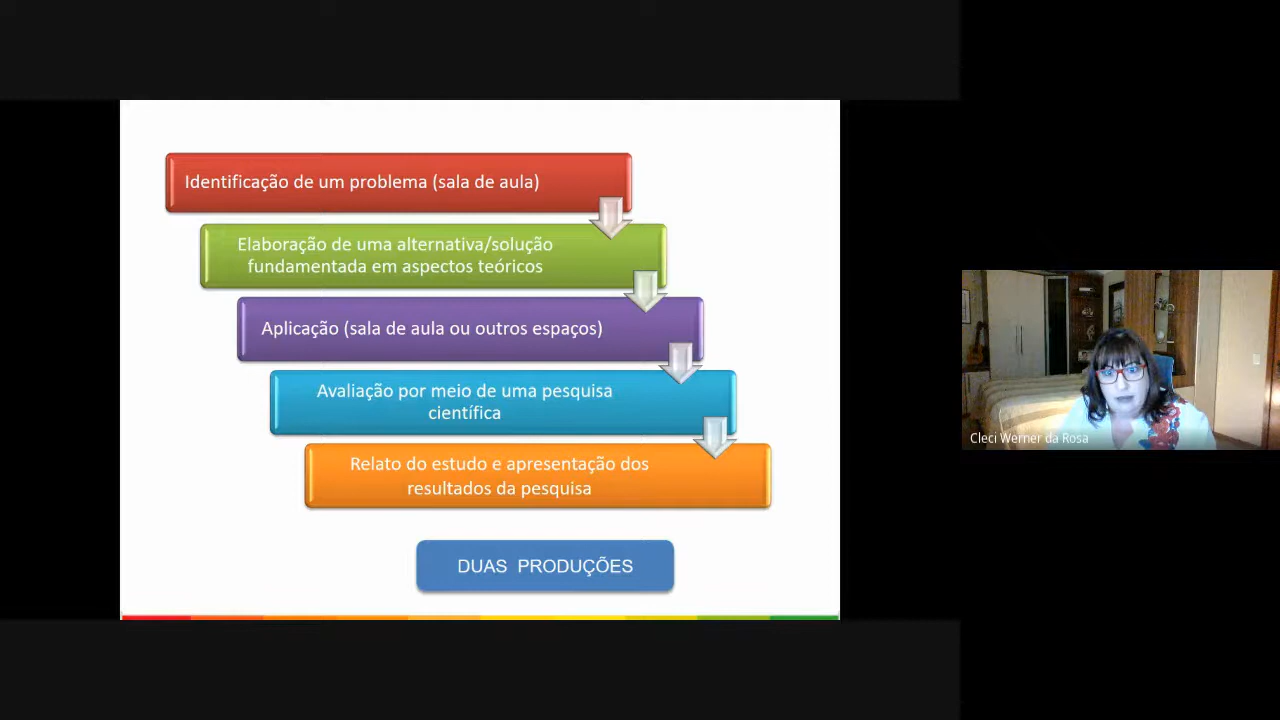 Identificação de um problema (sala de aula)
Elaboração de uma alternativa/solução
fundamentada em aspectos teóricos
Aplicação (sala de aula ou outros espaços)
Avaliação por meio de uma pesquisa
científica
Relato do estudo e apresentação dos
resultados da pesquisa
DUAS PRODUÇÕES
Cleci Werner da Rosa